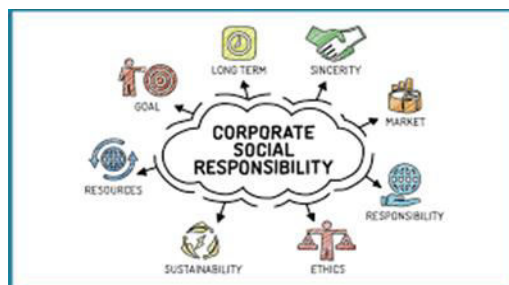 LONG TERM
SINCERITY
GOAL
MARKET
CORPORATE
SOCIAL
RESPONSIBILITY
RESOURCES
RESPONSIBILITY
SUSTAINABILITY
ETHICS